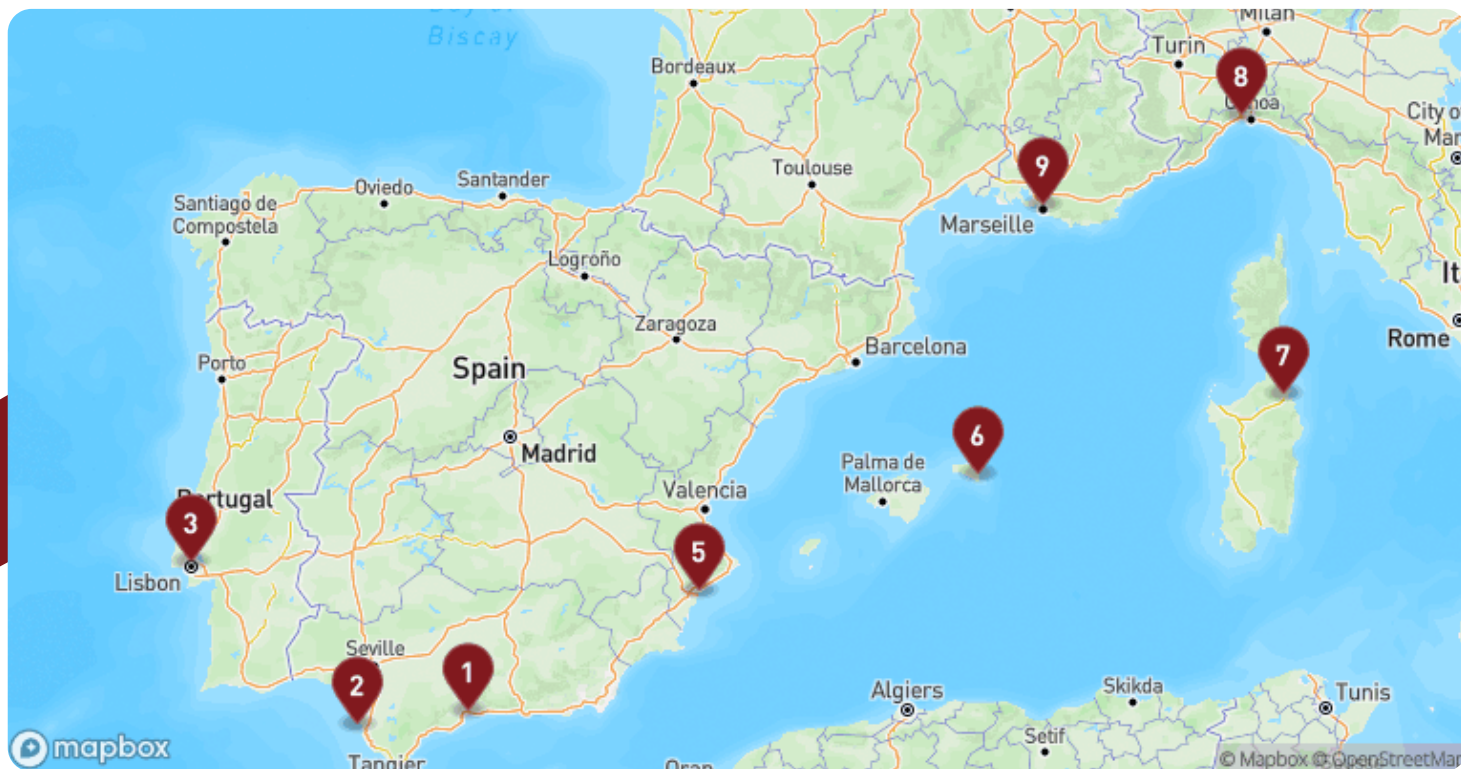 Biscay
Milan
Turin
Bordeaux
8
Genoa
City of
9
Toulouse
Santander
Oviedo
Santiago de
Compostela
Marseille
Logroño
It
Zaragoza
Rome
Barcelona
7
Porto
Spain
6
Madrid
Palma de
Mallorca
Valencia
Portugal
3
5
Lisbon
Seville
2
1
Algiers
Skikda
Tunis
Setif
mapbox
Tangier
Oran
© Mapbox © OpenStreetMap